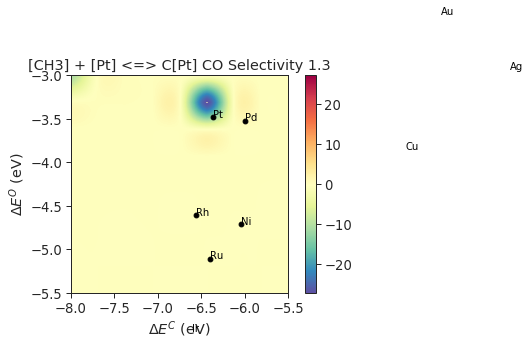 Au
Ag
[CH3] + [Pt] <=> C[Pt] CO Selectivity 1.3
−3.0
−3.5
−4.0
−4.5
−5.0
−5.5
ΔE^O (eV)
Pt
Pd
Rh
Ni
Ru
Cu
20
10
0
−10
−20
−8.0 −7.5 −7.0 −6.5 −6.0 −5.5
ΔE^C (eV)
Ir